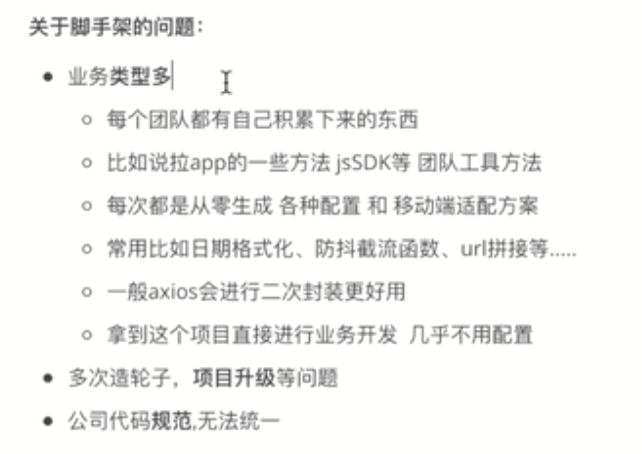 关于脚手架的问题：
业务类型多
每个团队都有自己积累下来的东西
比如说拉app的一些方法 jsSDK等 团队工具方法
每次都是从零生成 各种配置 和 移动端适配方案
常用比如日期格式化、防抖截流函数、url拼接等.....
一般axios会进行二次封装更好用
拿到这个项目直接进行业务开发 几乎不用配置
多次造轮子，项目升级等问题
公司代码规范,无法统一